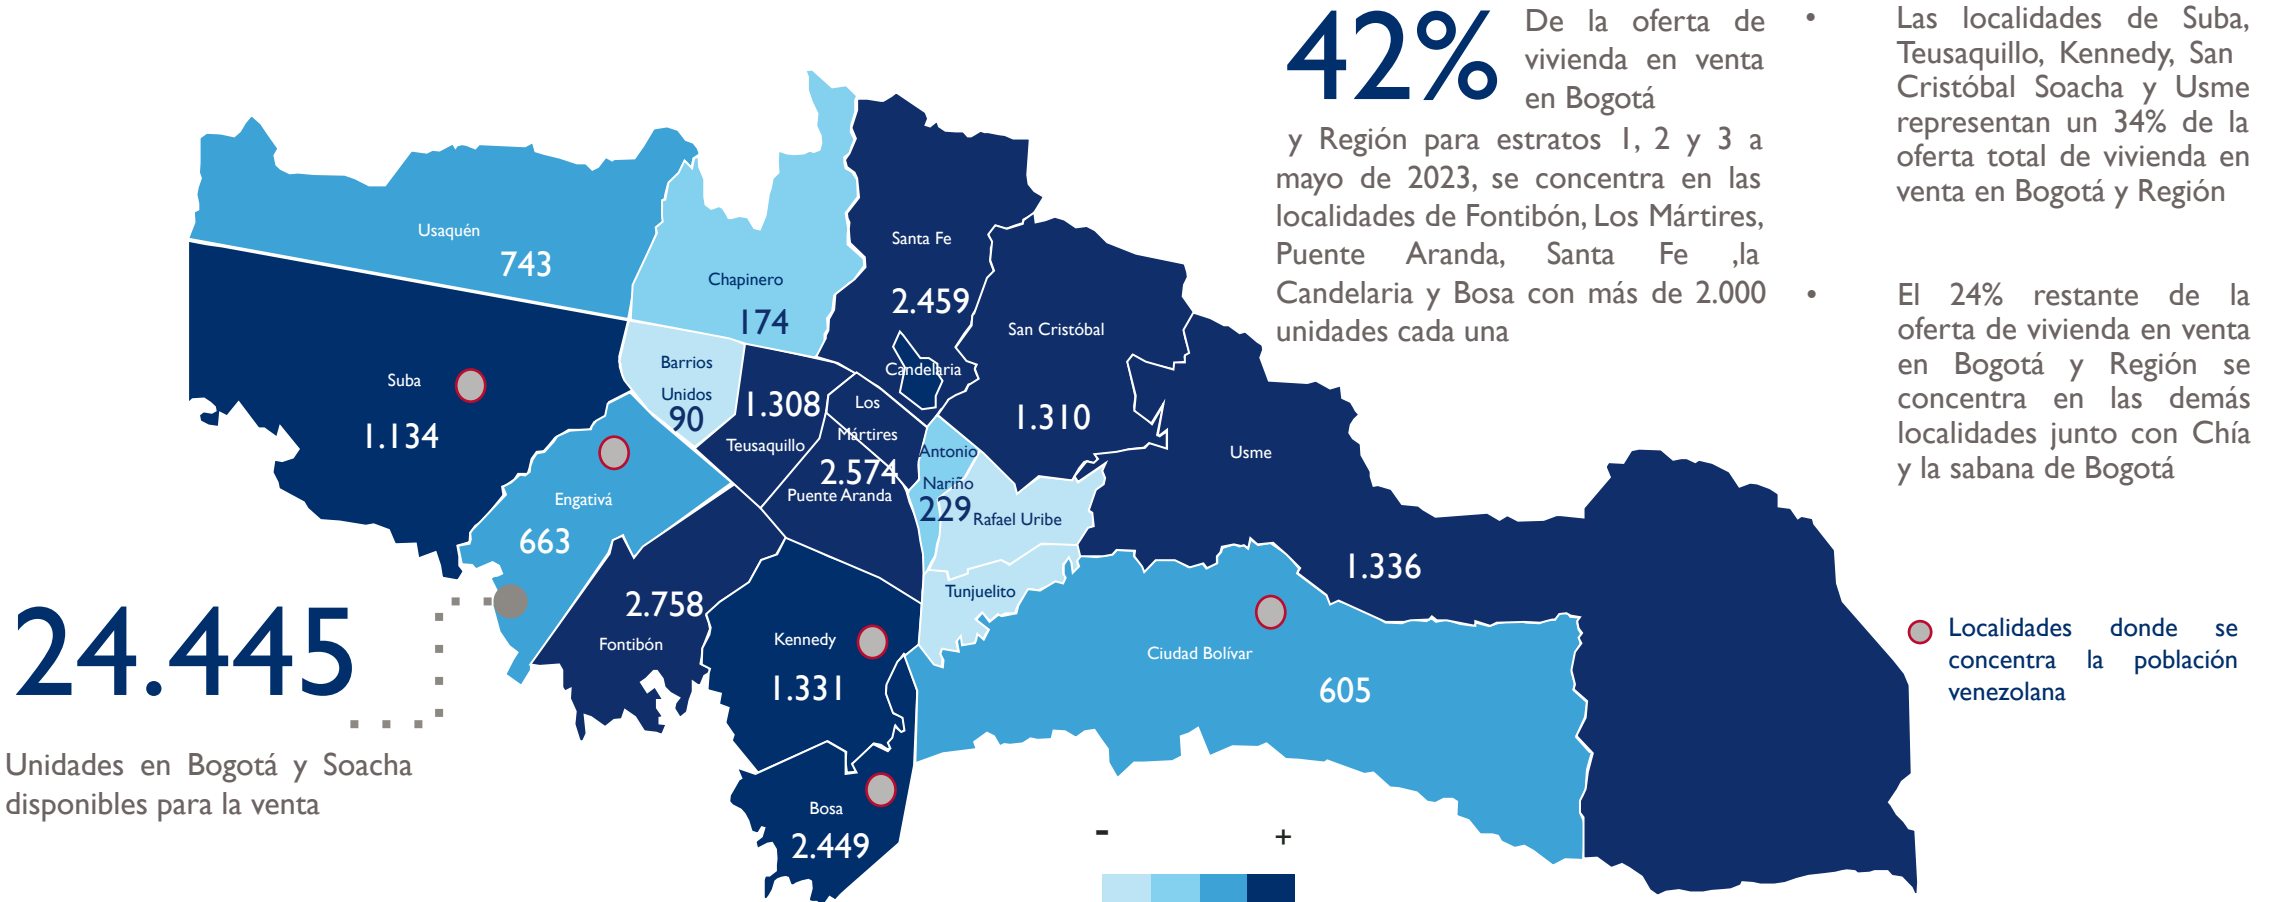 42%
De la oferta de
vivienda en venta
en Bogotá
y Región para estratos 1, 2 y 3 a
mayo de 2023, se concentra en las
localidades de Fontibón, Los Mártires,
Puente Aranda, Santa Fe ,la
Candelaria y Bosa con más de 2.000
unidades cada una
• Las localidades de Suba,
Teusaquillo, Kennedy, San
Cristóbal Soacha y Usme
representan un 34% de la
oferta total de vivienda en
venta en Bogotá y Región
• El 24% restante de la
oferta de vivienda en venta
en Bogotá y Región se
concentra en las demás
localidades junto con Chía
y la sabana de Bogotá
Localidades donde se
concentra la población
venezolana
Usaquén
743
Chapinero
174
Santa Fe
2.459
Candelaria
San Cristóbal
1.310
Suba
1.134
Barrios
Unidos
90
1.308
Teusaquillo
Los
Mártires
2.574
Puente Aranda
Antonio
Nariño
229
Rafael Uribe
Tunjuelito
Usme
1.336
Engativá
663
2.758
Fontibón
Kennedy
1.331
Bosa
2.449
Ciudad Bolívar
605
24.445
Unidades en Bogotá y Soacha
disponibles para la venta
- +